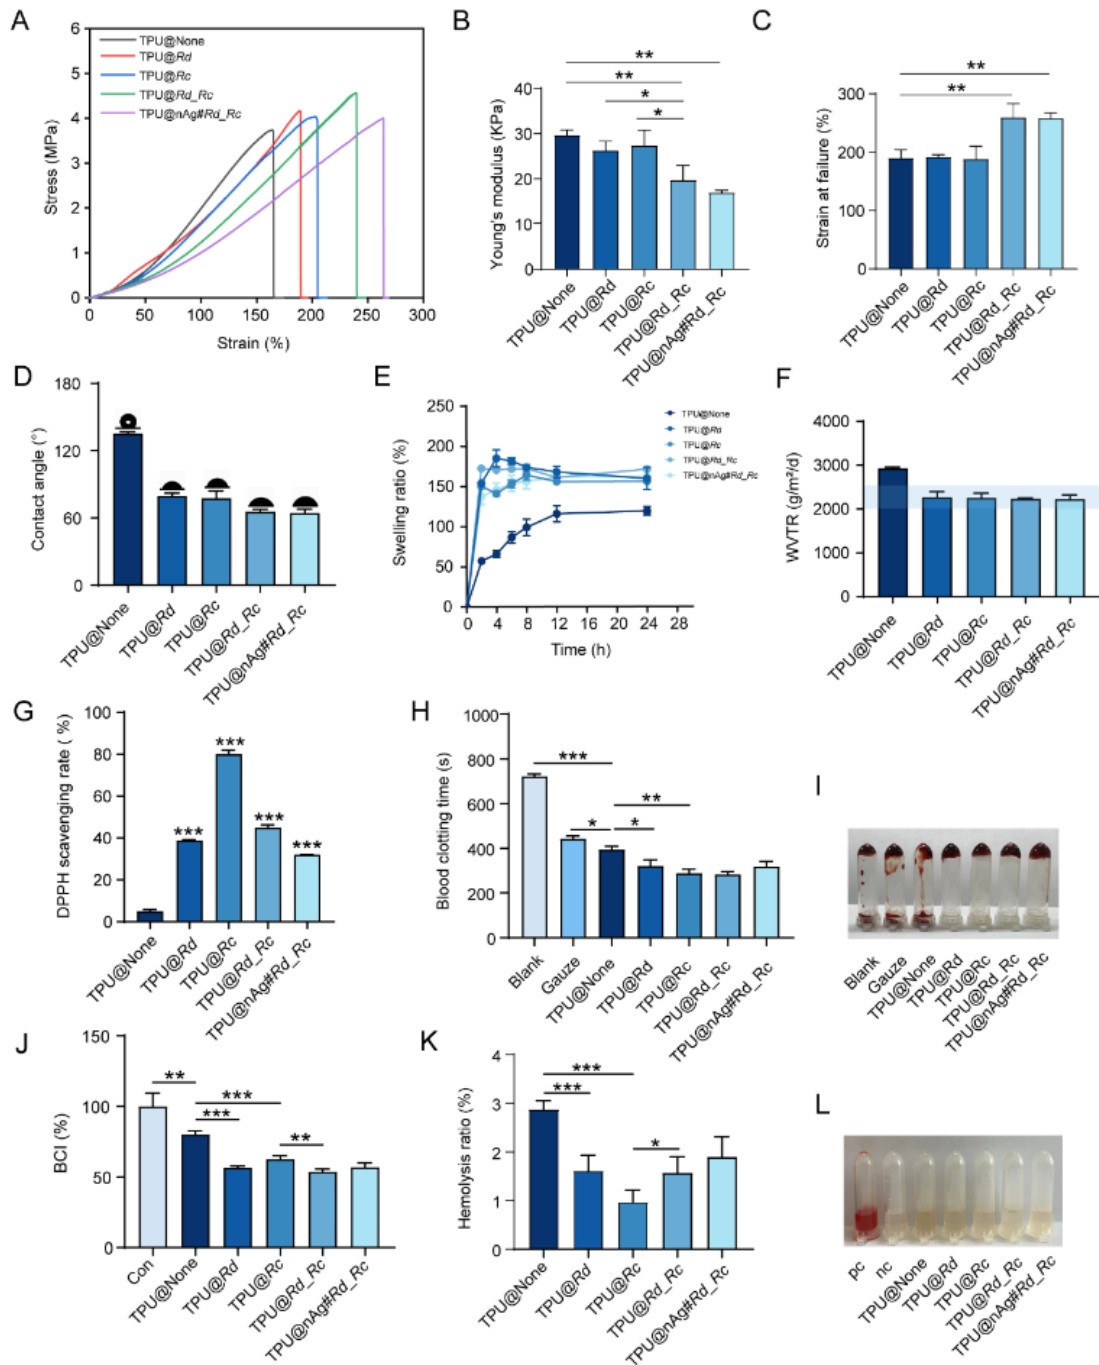 A
Stress (MPa)
6
5
4
3
2
1
0
0
50
100
150
200
250
300
Strain (%)
TPU@None
TPU@Rd
TPU@Rc
TPU@Rd_Rc
TPU@nAg#Rd_Rc
B
Young's modulus (KPa)
40
30
20
10
0
**
**
*
*
TPU@None
TPU@Rd
TPU@Rc
TPU@Rd_Rc
TPU@nAg#Rd_Rc
C
Strain at failure (%)
300
200
100
0
**
**
TPU@None
TPU@Rd
TPU@Rc
TPU@Rd_Rc
TPU@nAg#Rd_Rc
D
Contact angle (°)
180
120
60
0
TPU@None
TPU@Rd
TPU@Rc
TPU@Rd_Rc
TPU@nAg#Rd_Rc
E
Swelling ratio (%)
250
200
150
100
50
0
0
4
8
12
16
20
24
28
Time (h)
TPU@None
TPU@Rd
TPU@Rc
TPU@Rd_Rc
TPU@nAg#Rd_Rc
F
WVTR (g/m²/d)
4000
3000
2000
1000
0
TPU@None
TPU@Rd
TPU@Rc
TPU@Rd_Rc
TPU@nAg#Rd_Rc
G
DPPH scavenging rate ( %)
100
80
60
40
20
0
***
***
***
***
TPU@None
TPU@Rd
TPU@Rc
TPU@Rd_Rc
TPU@nAg#Rd_Rc
H
Blood clotting time (s)
1000
800
600
400
200
0
***
**
*
*
Blank
Gauze
TPU@None
TPU@Rd
TPU@Rc
TPU@Rd_Rc
TPU@nAg#Rd_Rc
I
Blank
Gauze
TPU@None
TPU@Rd
TPU@Rc
TPU@Rd_Rc
TPU@nAg#Rd_Rc
J
BCI (%)
150
100
50
0
**
***
***
**
Con
TPU@None
TPU@Rd
TPU@Rc
TPU@Rd_Rc
TPU@nAg#Rd_Rc
K
Hemolysis ratio (%)
4
3
2
1
0
***
***
*
TPU@None
TPU@Rd
TPU@Rc
TPU@Rd_Rc
TPU@nAg#Rd_Rc
L
pc
nc
TPU@None
TPU@Rd
TPU@Rc
TPU@Rd_Rc
TPU@nAg#Rd_Rc